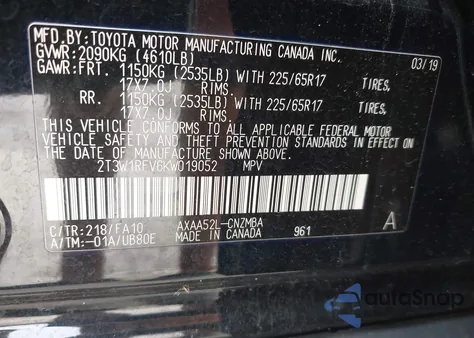 MFD.BY:TOYOTA MOTOR MANUFACTURING CANADA INC.
GVWR:2090KG (4610LB) 03/19
GAWR:FRT. 1150KG (2535LB) WITH 225/65R17 TIRES,
17X7.0J RIMS.
RR. 1150KG (2535LB) WITH 225/65R17 TIRES,
17X7.0J RIMS.
THIS VEHICLE CONFORMS TO ALL APPLICABLE FEDERAL MOTOR
VEHICLE SAFETY AND THEFT PREVENTION STANDARDS IN EFFECT
ON THE DATE OF MANUFACTURE SHOWN ABOVE.
2T3W1RFV6KW019052 MPV
C/TR:218/FA10 AXAA52L-CNZMBA A
A/TM:-01A/UB80E MADE IN CANADA 961
autoSnap